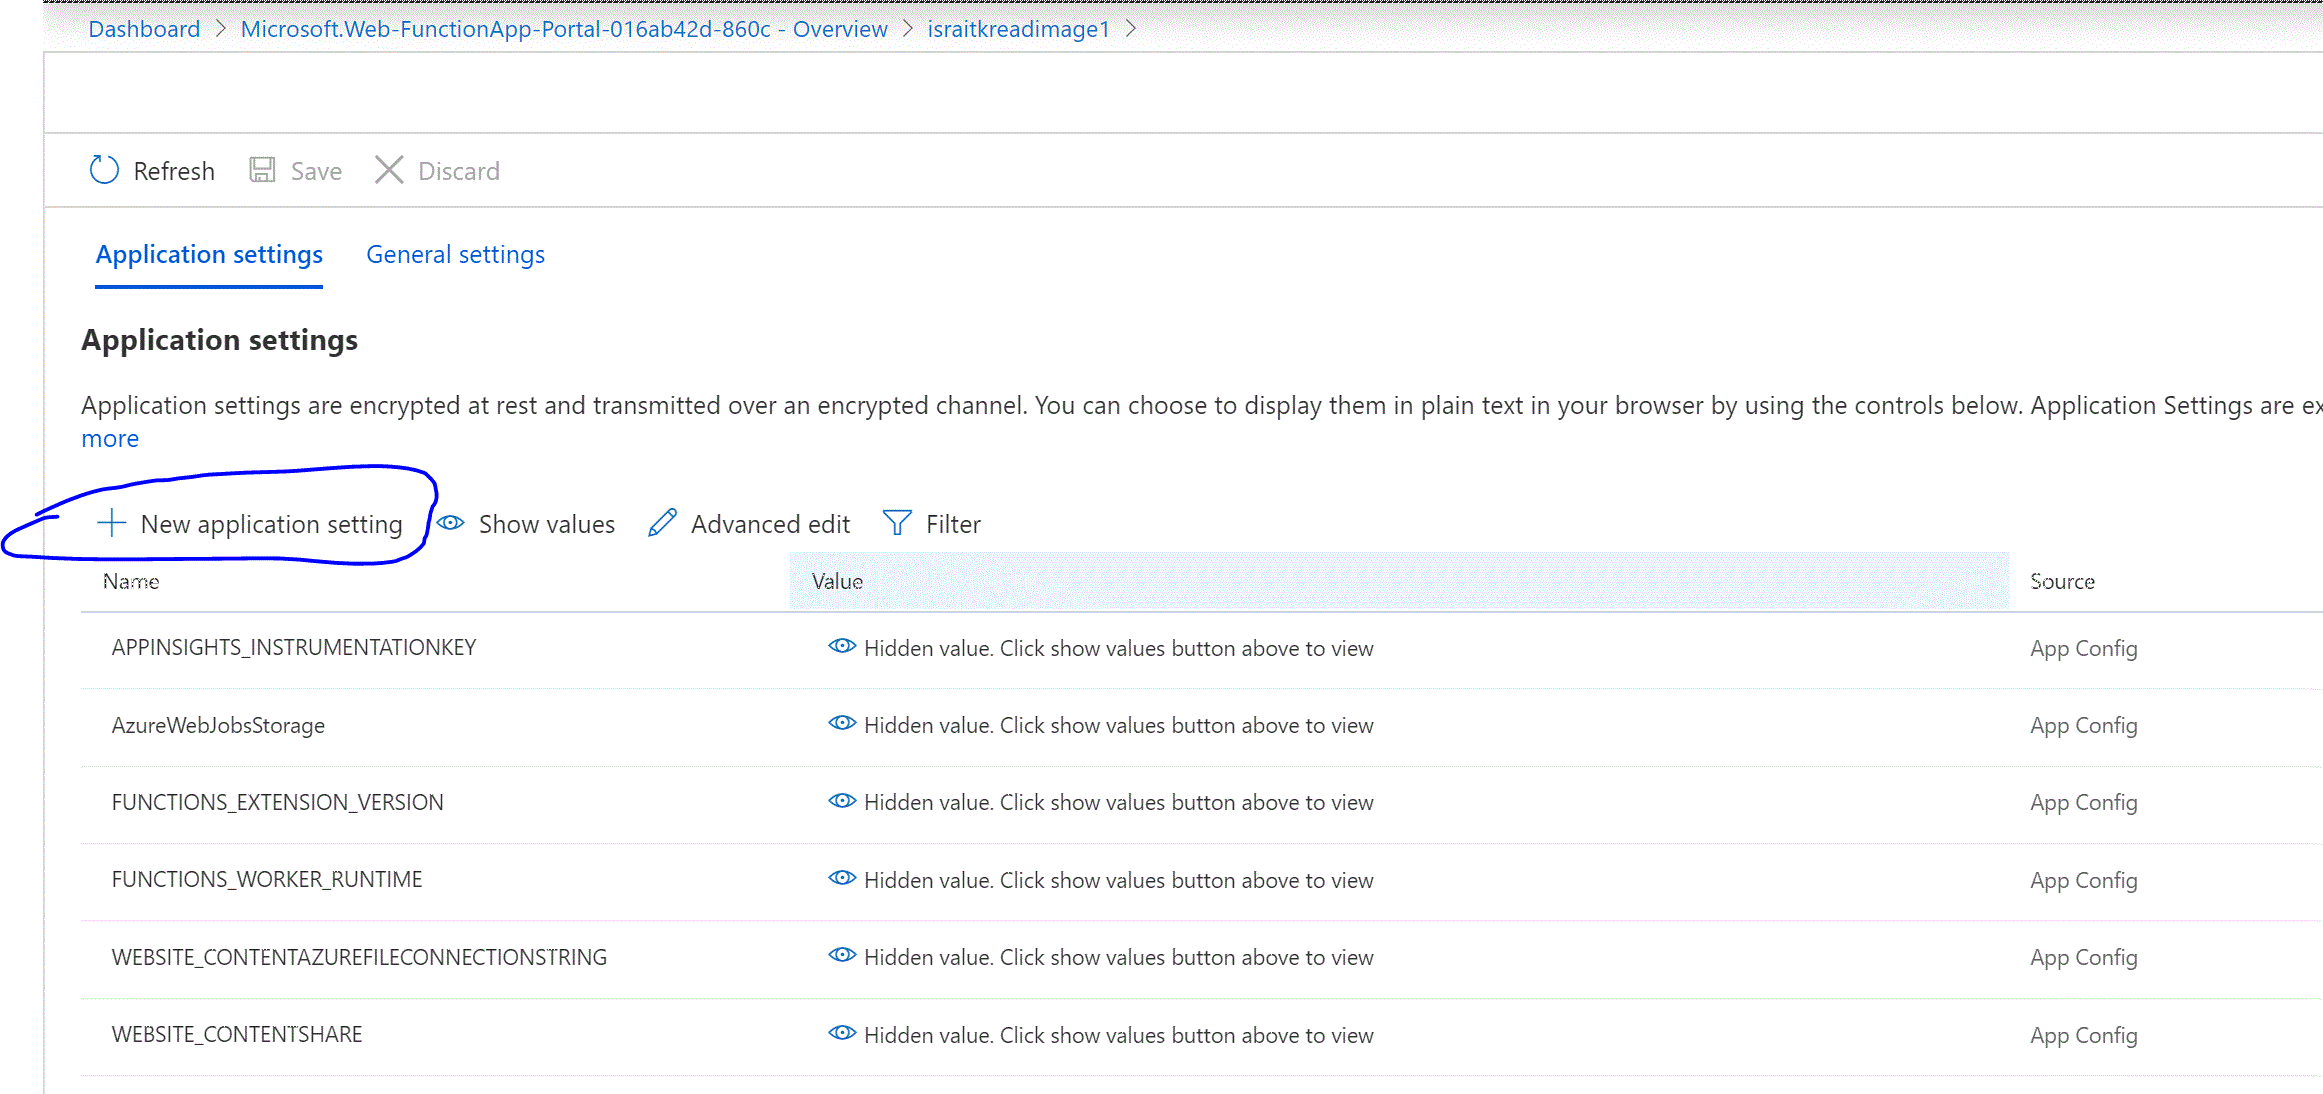 Dashboard > Microsoft.Web-FunctionApp-Portal-016ab42d-860c - Overview > israitkreadimage1 >
Refresh Save Discard
Application settings General settings
Application settings
Application settings are encrypted at rest and transmitted over an encrypted channel. You can choose to display them in plain text in your browser by using the controls below. Application Settings are ex
more
New application setting Show values Advanced edit Filter
Name Value Source
APPINSIGHTS_INSTRUMENTATIONKEY Hidden value. Click show values button above to view App Config
AzureWebJobsStorage Hidden value. Click show values button above to view App Config
FUNCTIONS_EXTENSION_VERSION Hidden value. Click show values button above to view App Config
FUNCTIONS_WORKER_RUNTIME Hidden value. Click show values button above to view App Config
WEBSITE_CONTENTAZUREFILECONNECTIONSTRING Hidden value. Click show values button above to view App Config
WEBSITE_CONTENTSHARE Hidden value. Click show values button above to view App Config